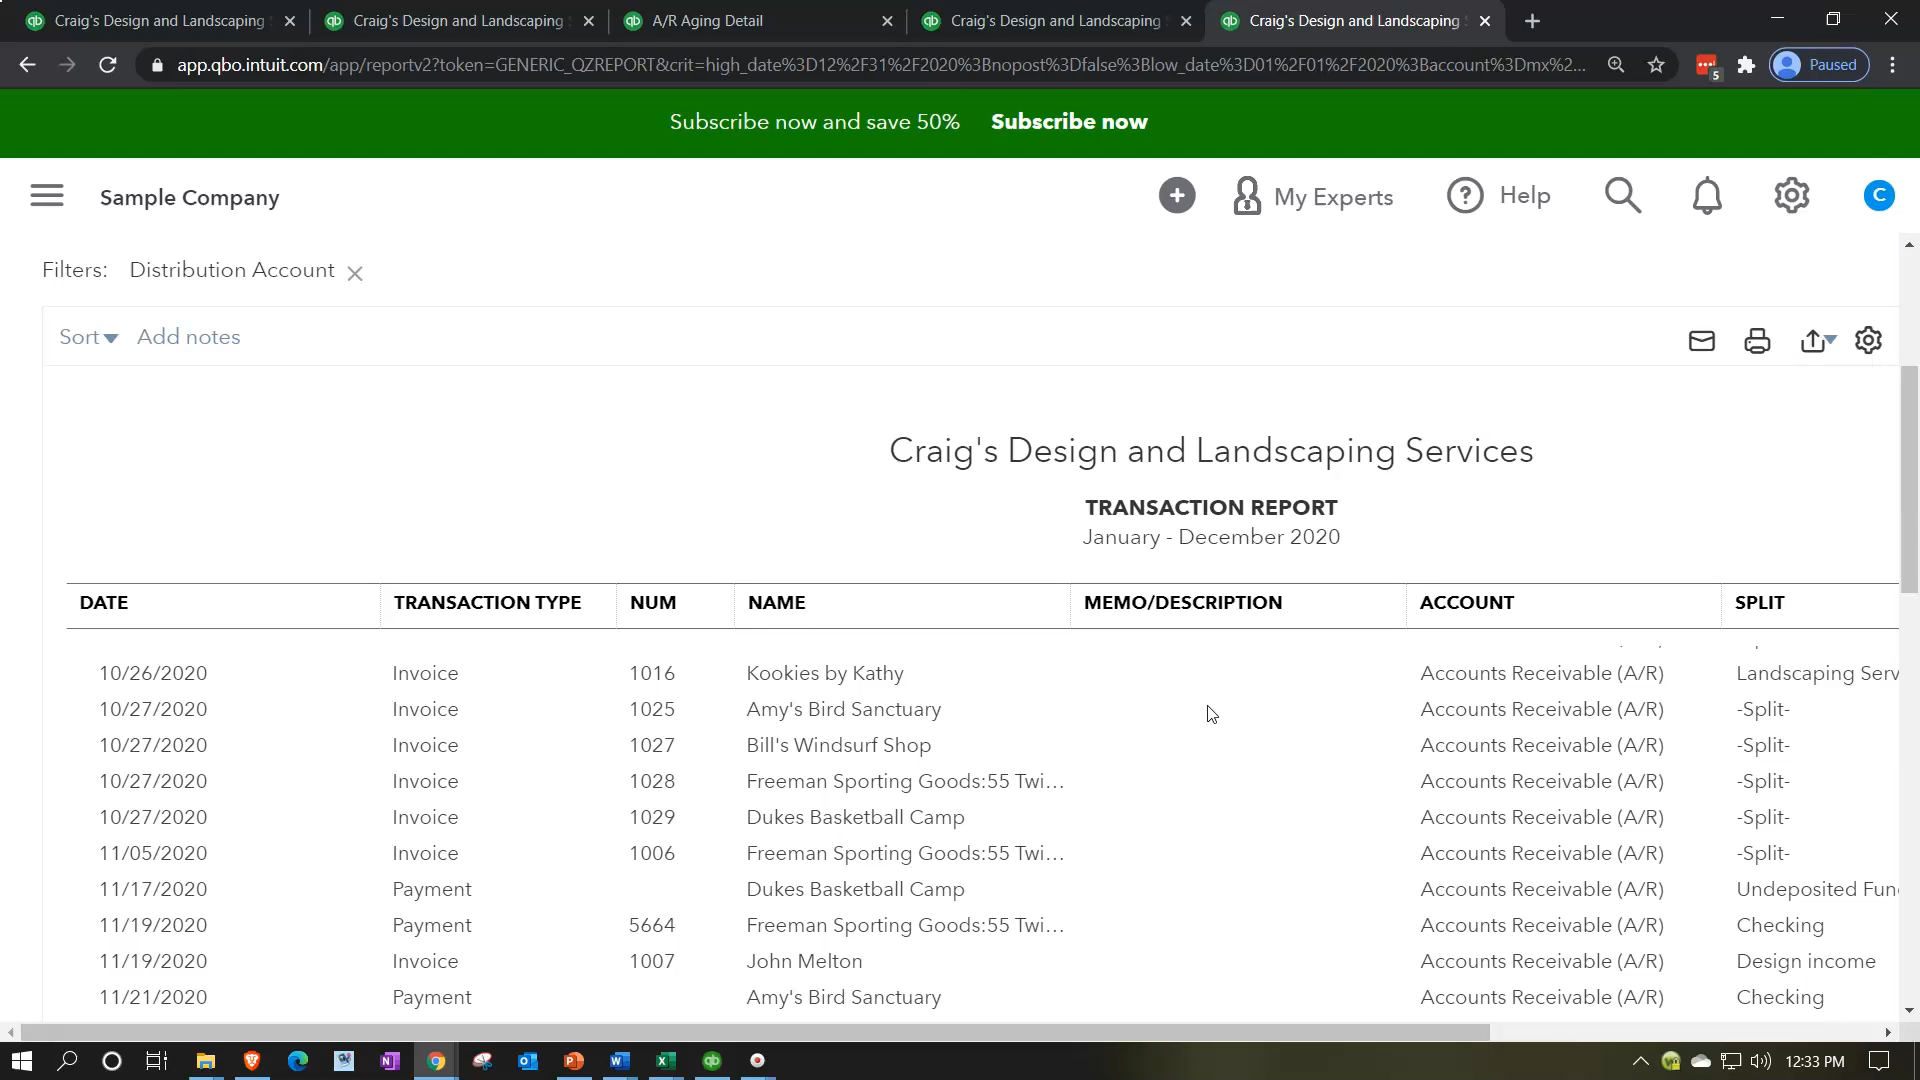 Craig's Design and Landscaping
Craig's Design and Landscaping
A/R Aging Detail
Craig's Design and Landscaping
Craig's Design and Landscaping
app.qbo.intuit.com/app/reportv2?token=GENERIC_QZREPORT&crit=high_date%3D12%2F31%2F2020%3Bnopost%3Dfalse%3Blow_date%3D01%2F01%2F2020%3Baccount%3Dmx%2...
5
Paused
Subscribe now and save 50% Subscribe now
Sample Company
My Experts
Help
C
Filters: Distribution Account
Sort Add notes
Craig's Design and Landscaping Services
TRANSACTION REPORT
January - December 2020
DATE TRANSACTION TYPE NUM NAME MEMO/DESCRIPTION ACCOUNT SPLIT
10/26/2020 Invoice 1016 Kookies by Kathy Accounts Receivable (A/R) Landscaping Serv
10/27/2020 Invoice 1025 Amy's Bird Sanctuary Accounts Receivable (A/R) -Split-
10/27/2020 Invoice 1027 Bill's Windsurf Shop Accounts Receivable (A/R) -Split-
10/27/2020 Invoice 1028 Freeman Sporting Goods:55 Twi... Accounts Receivable (A/R) -Split-
10/27/2020 Invoice 1029 Dukes Basketball Camp Accounts Receivable (A/R) -Split-
11/05/2020 Invoice 1006 Freeman Sporting Goods:55 Twi... Accounts Receivable (A/R) -Split-
11/17/2020 Payment Dukes Basketball Camp Accounts Receivable (A/R) Undeposited Fun
11/19/2020 Payment 5664 Freeman Sporting Goods:55 Twi... Accounts Receivable (A/R) Checking
11/19/2020 Invoice 1007 John Melton Accounts Receivable (A/R) Design income
11/21/2020 Payment Amy's Bird Sanctuary Accounts Receivable (A/R) Checking
12:33 PM